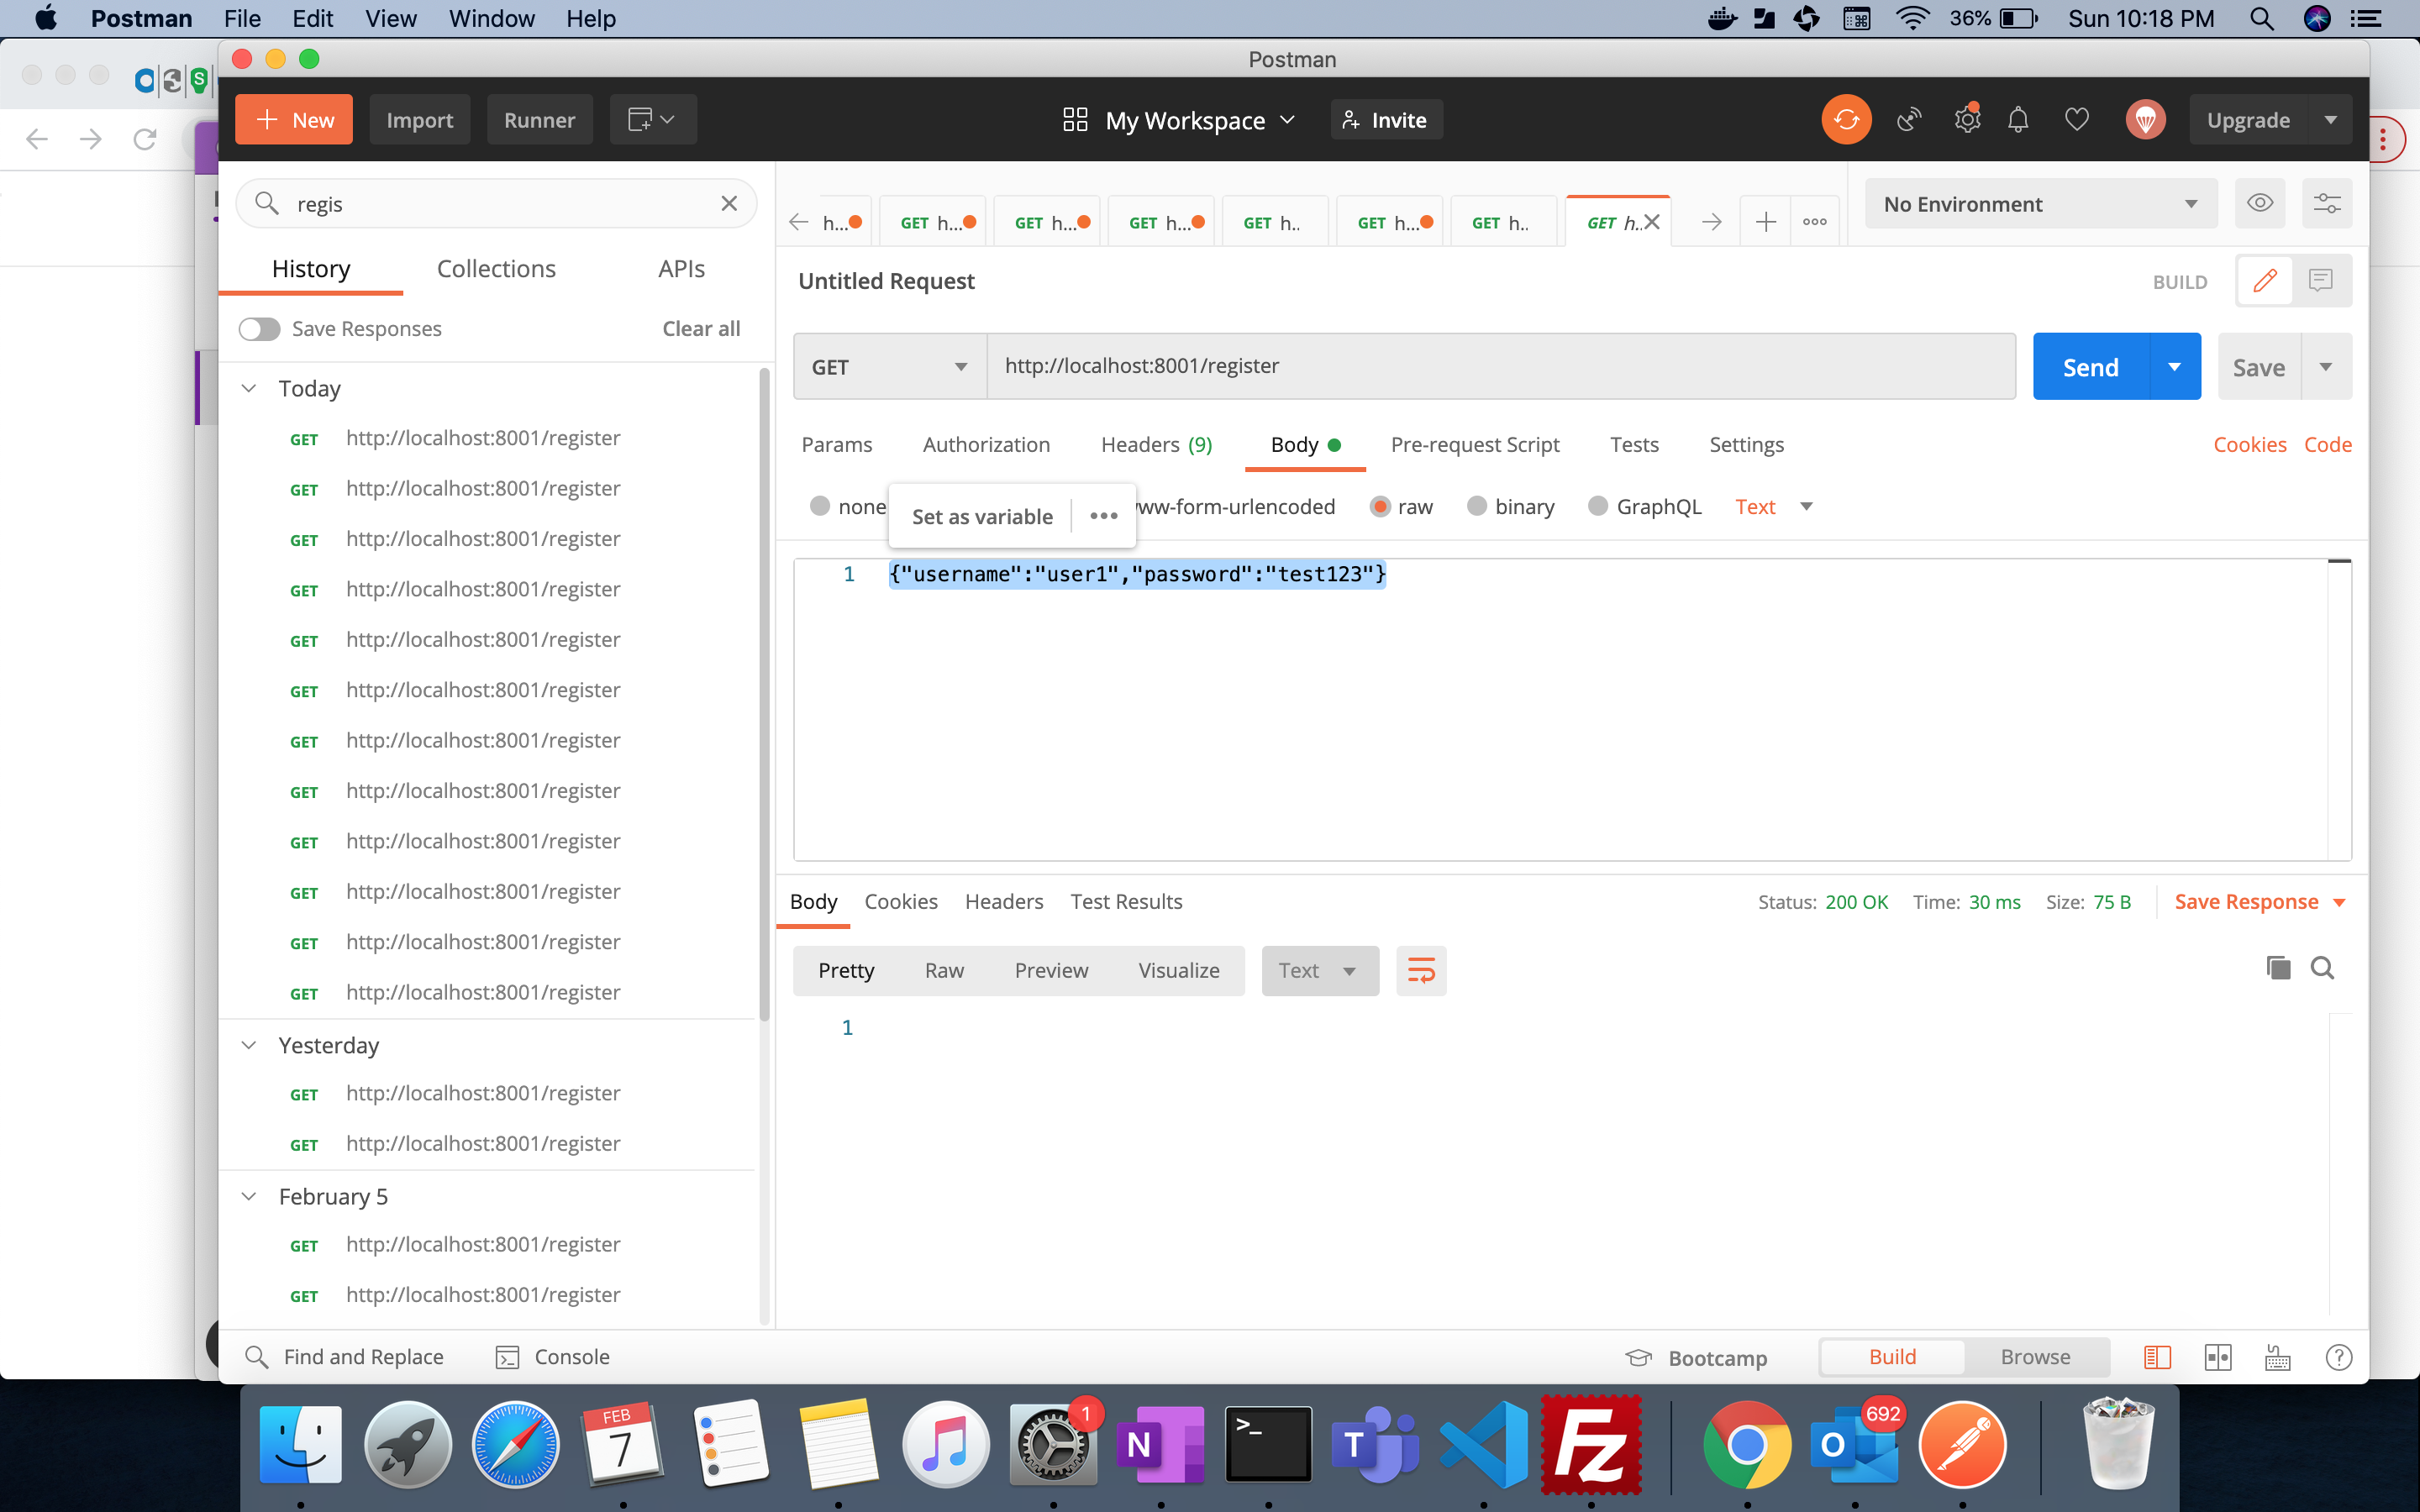 Postman File Edit View Window Help 36% Sun 10:18 PM
Postman
New Import Runner My Workspace Invite Upgrade
regis
History Collections APIs
Save Responses Clear all
Today
GET http://localhost:8001/register
GET http://localhost:8001/register
GET http://localhost:8001/register
GET http://localhost:8001/register
GET http://localhost:8001/register
GET http://localhost:8001/register
GET http://localhost:8001/register
GET http://localhost:8001/register
GET http://localhost:8001/register
GET http://localhost:8001/register
GET http://localhost:8001/register
GET http://localhost:8001/register
Yesterday
GET http://localhost:8001/register
GET http://localhost:8001/register
February 5
GET http://localhost:8001/register
GET http://localhost:8001/register
h... GET h... GET h... GET h... GET h.. GET h... GET h.. GET h..
No Environment
Untitled Request BUILD
GET http://localhost:8001/register Send Save
Params Authorization Headers (9) Body Pre-request Script Tests Settings Cookies Code
none Set as variable ••• www-form-urlencoded raw binary GraphQL Text
1 {"username":"user1","password":"test123"}
Body Cookies Headers Test Results Status: 200 OK Time: 30 ms Size: 75 B Save Response
Pretty Raw Preview Visualize Text
1
Find and Replace Console Bootcamp Build Browse
FEB
7
1
N
>_
T
Fz
O
692